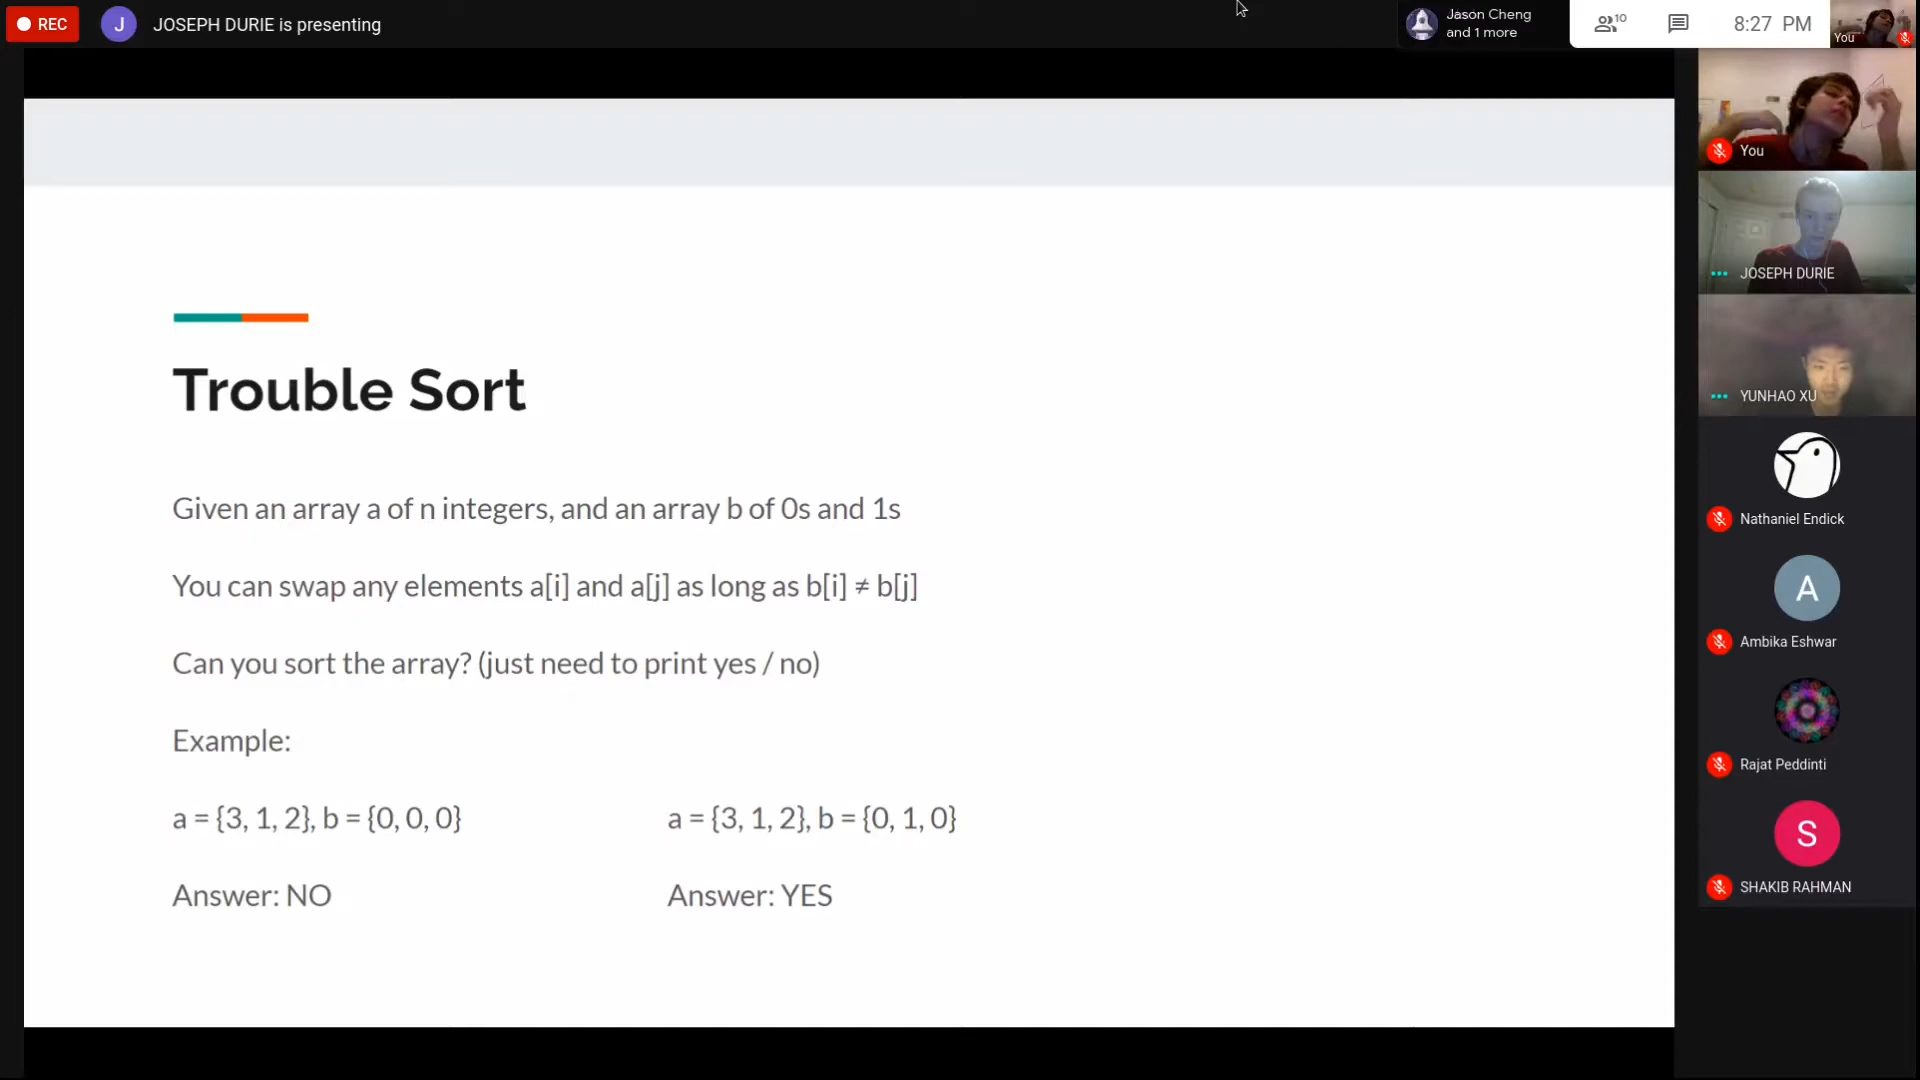 REC
J
JOSEPH DURIE is presenting
Jason Cheng
and 1 more
10
8:27 PM
You
Trouble Sort
Given an array a of n integers, and an array b of 0s and 1s
You can swap any elements a[i] and a[j] as long as b[i] ≠ b[j]
Can you sort the array? (just need to print yes / no)
Example:
a = {3, 1, 2}, b = {0, 0, 0}
a = {3, 1, 2}, b = {0, 1, 0}
Answer: NO
Answer: YES
You
JOSEPH DURIE
YUNHAO XU
Nathaniel Endick
A
Ambika Eshwar
Rajat Peddinti
S
SHAKIB RAHMAN